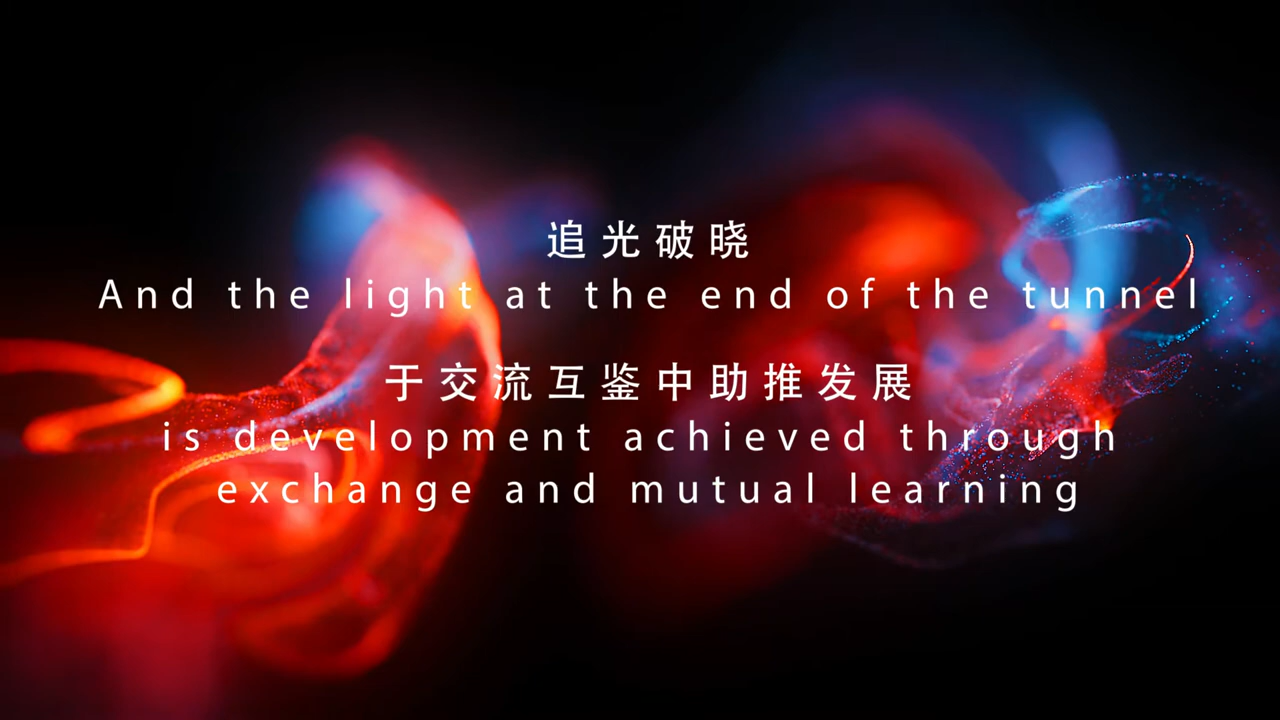 追光破晓
And the light at the end of the tunnel
于交流互鉴中助推发展
is development achieved through
exchange and mutual learning